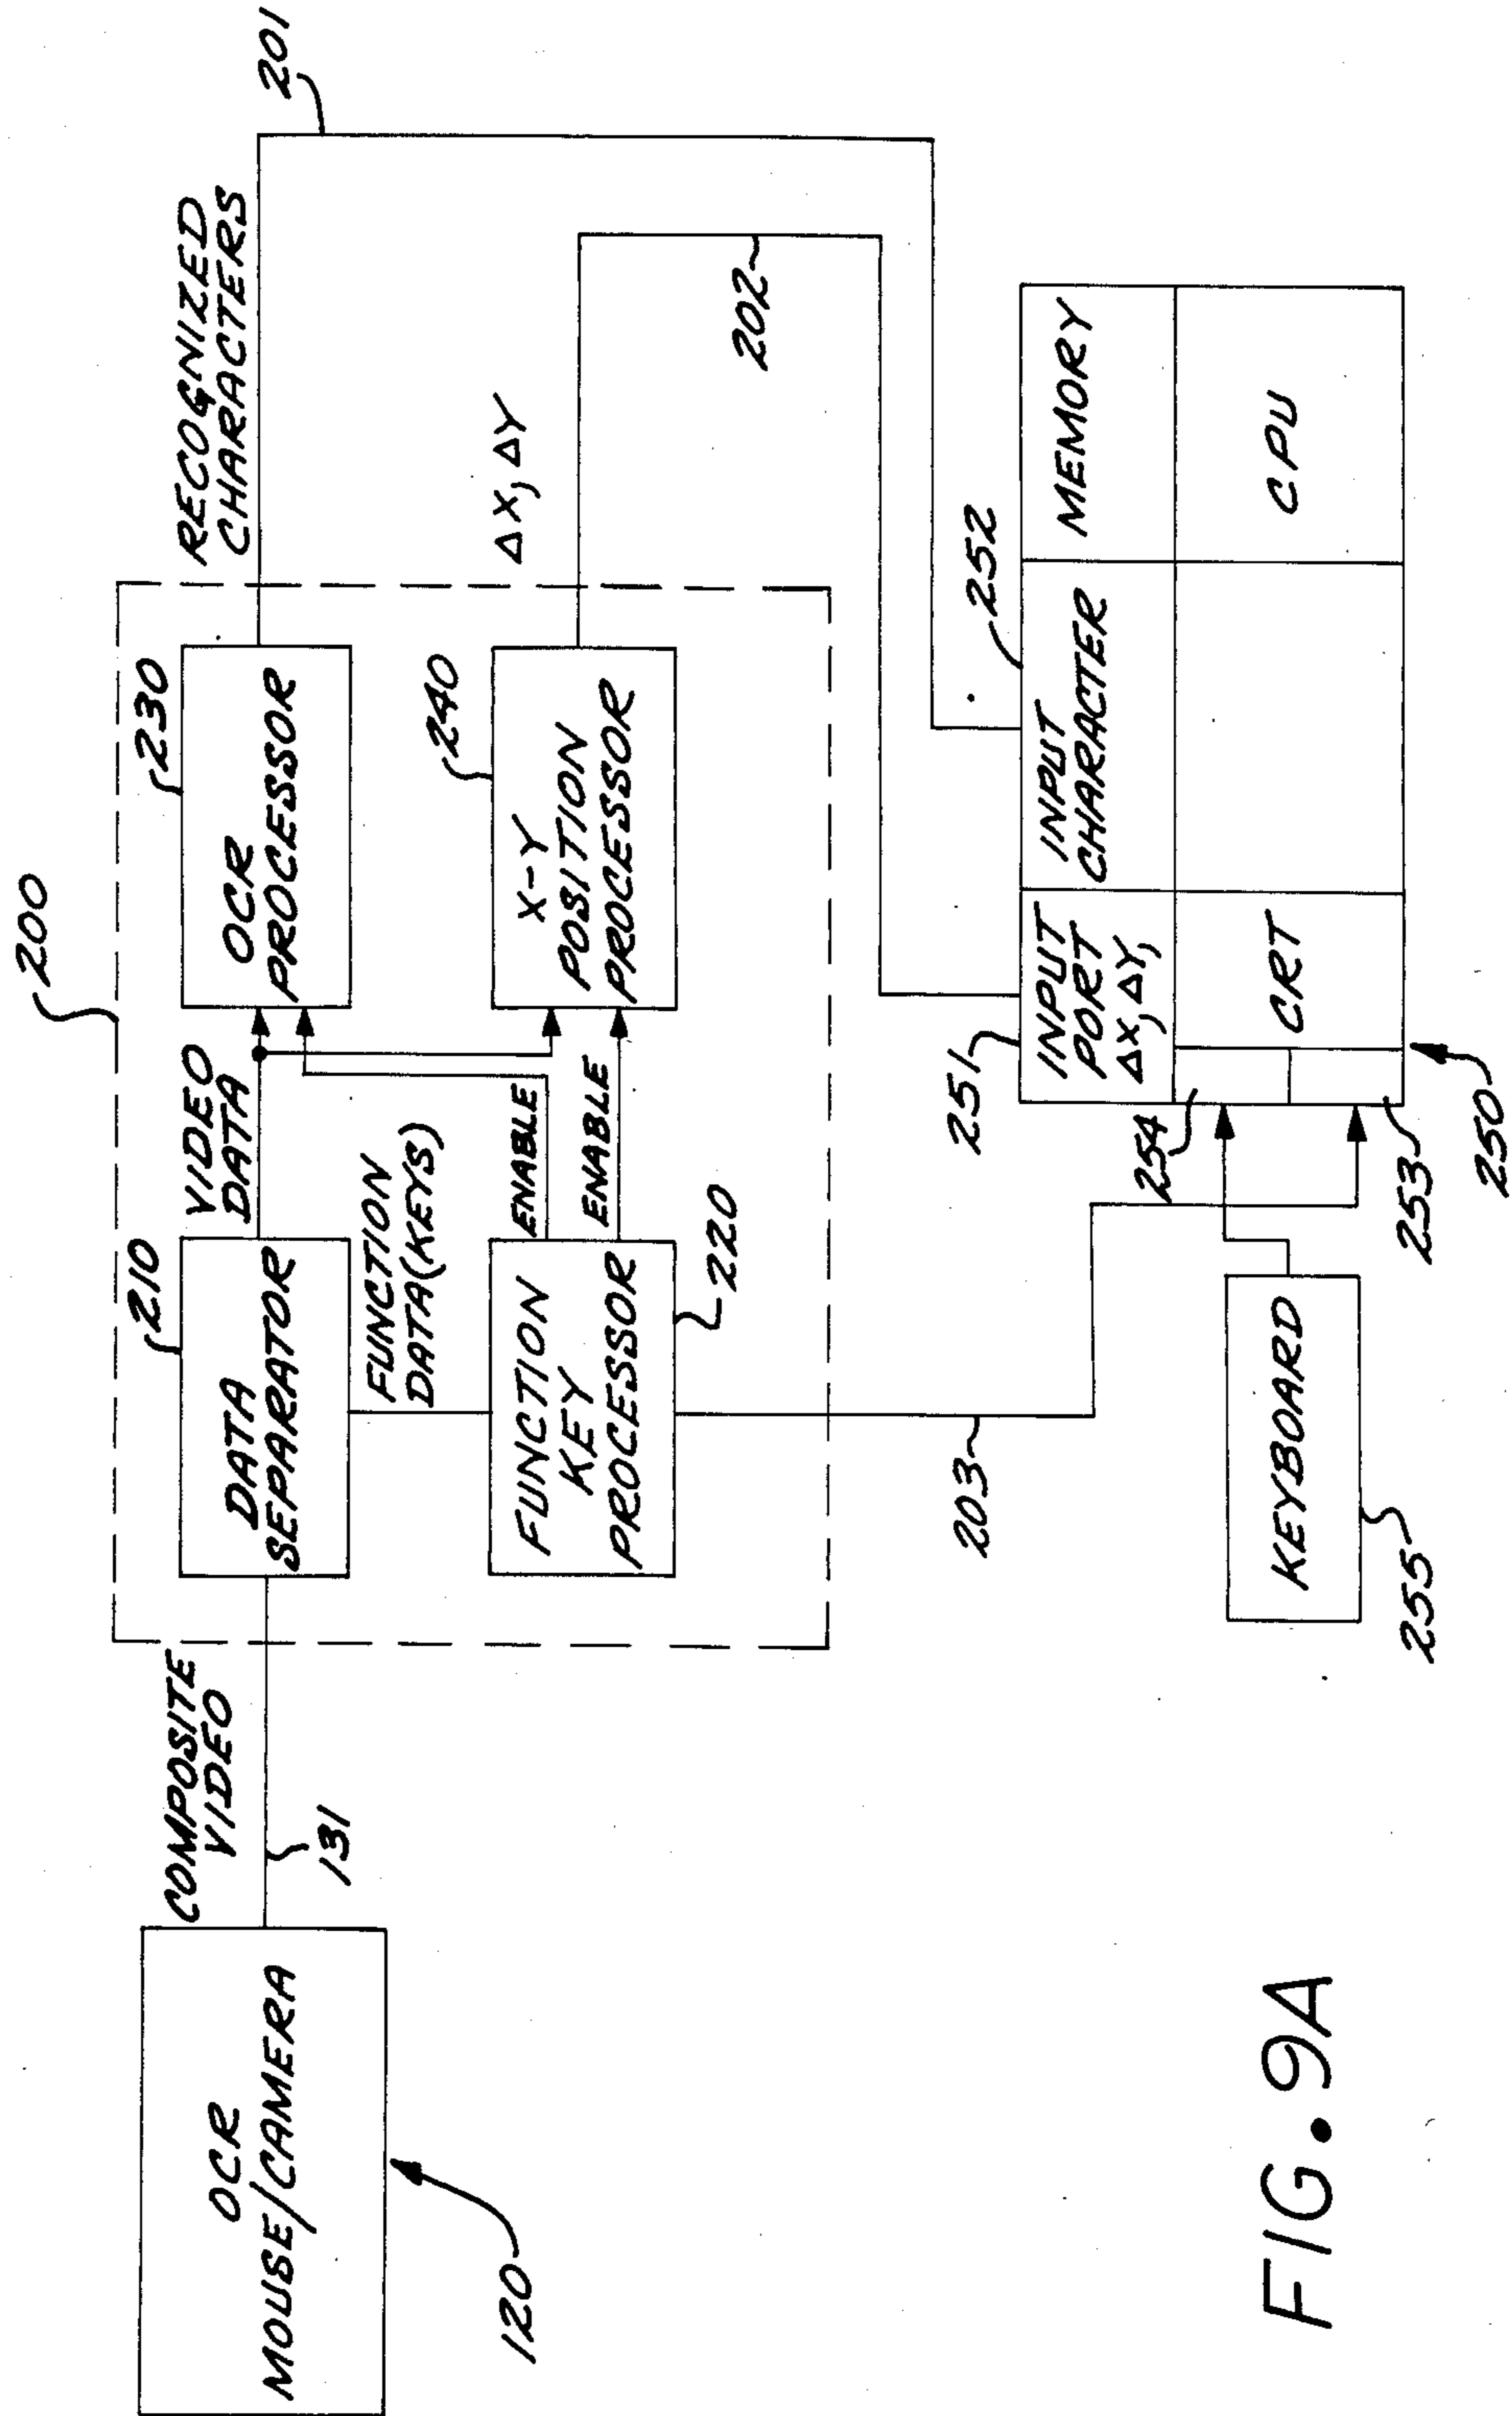 200
COMPOSITE
VIDEO
131
OCR
MOUSE/CAMERA
120
210
DATA
SEPARATOR
VIDEO
DATA
230
OCR
PROCESSOR
RECOGNIZED
CHARACTERS
201
FUNCTION
DATA(KEYS)
FUNCTION
KEY
PROCESSOR
220
ENABLE
ENABLE
240
X-Y
POSITION
PROCESSOR
ΔX, ΔY
202
203
251
INPUT
PORT
ΔX, ΔY,
252
INPUT
CHARACTER
MEMORY
254
CRT
CPU
253
250
KEYBOARD
255
FIG. 9A